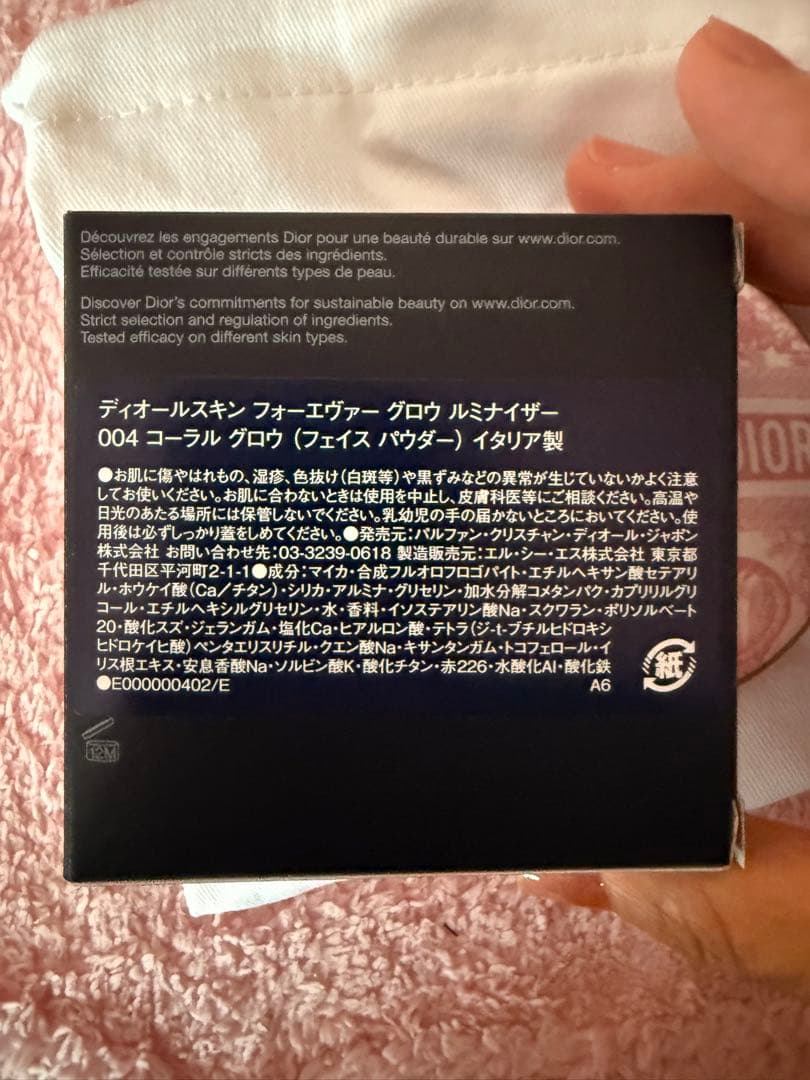 Découvrez les engagements Dior pour une beauté durable sur www.dior.com.
Sélection et contrôle stricts des ingrédients.
Efficacité testée sur différents types de peau.
Discover Dior's commitments for sustainable beauty on www.dior.com.
Strict selection and regulation of ingredients.
Tested efficacy on different skin types.
ディオールスキン フォーエヴァー グロウ ルミナイザー
004 コーラル グロウ (フェイス パウダー) イタリア製
●お肌に傷やはれもの、湿疹、色抜け(白斑等)や黒ずみなどの異常が生じていないかよく注意
してお使いください。お肌に合わないときは使用を中止し、皮膚科医等にご相談ください。高温や
日光のあたる場所には保管しないでください。乳幼児の手の届かないところにおいてください。使
用後は必ずしっかり蓋をしめてください。●発売元:パルファン・クリスチャン・ディオール・ジャポン
株式会社 お問い合わせ先:03-3239-0618 製造販売元:エル・シー・エス株式会社 東京都
千代田区平河町2-1-1●成分:マイカ・合成フルオロフロゴパイト・エチルヘキサン酸セテアリ
ル・ホウケイ酸(Ca/チタン)・シリカ・アルミナ・グリセリン・加水分解コメタンパク・カプリリルグリ
コール・エチルヘキシルグリセリン・水・香料・イソステアリン酸Na・スクワラン・ポリソルベート
20・酸化スズ・ジェランガム・塩化Ca・ヒアルロン酸・テトラ(ジ-t-ブチルヒドロキシ
ヒドロケイヒ酸)ペンタエリスリチル・クエン酸Na・キサンタンガム・トコフェロール・イ
リス根エキス・安息香酸Na・ソルビン酸K・酸化チタン・赤226・水酸化Al・酸化鉄
●E000000402/E A6
紙
12M
DIOR